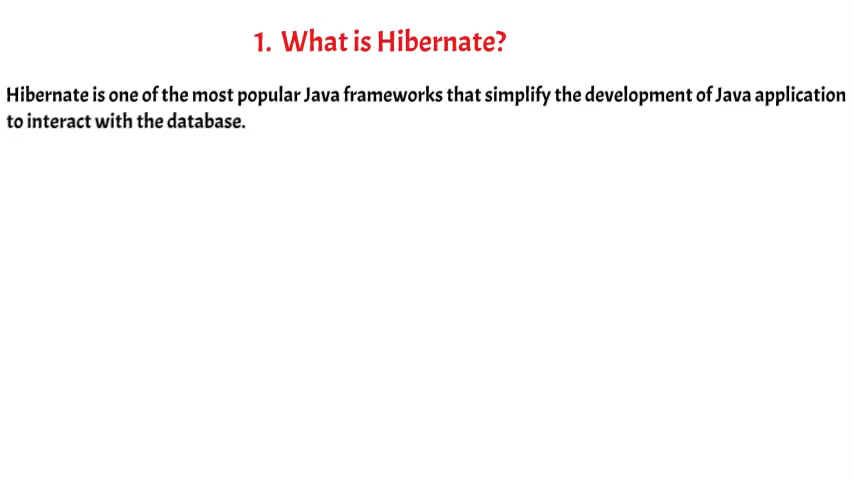 1. What is Hibernate?
Hibernate is one of the most popular Java frameworks that simplify the development of Java application
to interact with the database.